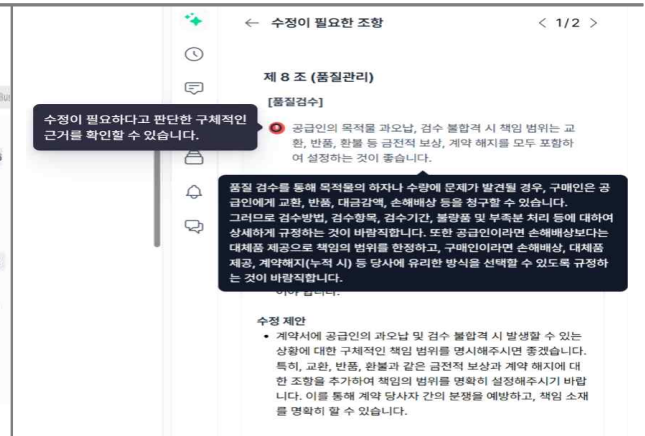 ← 수정이 필요한 조항
< 1/2 >
제 8 조 (품질관리)
[품질검수]
수정이 필요하다고 판단한 구체적인
근거를 확인할 수 있습니다.
공급인의 목적물 과오납, 검수 불합격 시 책임 범위는 교
환, 반품, 환불 등 금전적 보상, 계약 해지를 모두 포함하
여 설정하는 것이 좋습니다.
품질 검수를 통해 목적물의 하자나 수량에 문제가 발견될 경우, 구매인은 공
급인에게 교환, 반품, 대금감액, 손해배상 등을 청구할 수 있습니다.
그러므로 검수방법, 검수항목, 검수기간, 불량품 및 부족분 처리 등에 대하여
상세하게 규정하는 것이 바람직합니다. 또한 공급인이라면 손해배상보다는
대체품 제공으로 책임의 범위를 한정하고, 구매인이라면 손해배상, 대체품
제공, 계약해지(누적 시) 등 당사에 유리한 방식을 선택할 수 있도록 규정하
는 것이 바람직합니다.
수정 제안
• 계약서에 공급인의 과오납 및 검수 불합격 시 발생할 수 있는
상황에 대한 구체적인 책임 범위를 명시해주시면 좋겠습니다.
특히, 교환, 반품, 환불과 같은 금전적 보상과 계약 해지에 대
한 조항을 추가하여 책임의 범위를 명확히 설정해주시기 바랍
니다. 이를 통해 계약 당사자 간의 분쟁을 예방하고, 책임 소재
를 명확히 할 수 있습니다.